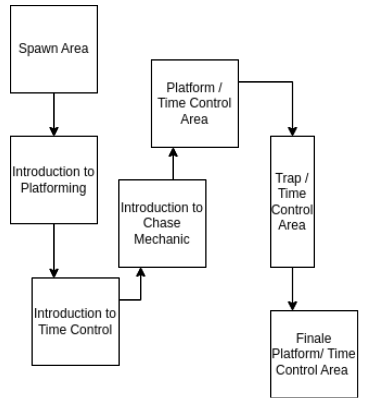 Spawn Area
Introduction to
Platforming
Introduction to
Time Control
Introduction to
Chase
Mechanic
Platform /
Time Control
Area
Trap /
Time
Control
Area
Finale
Platform/ Time
Control Area